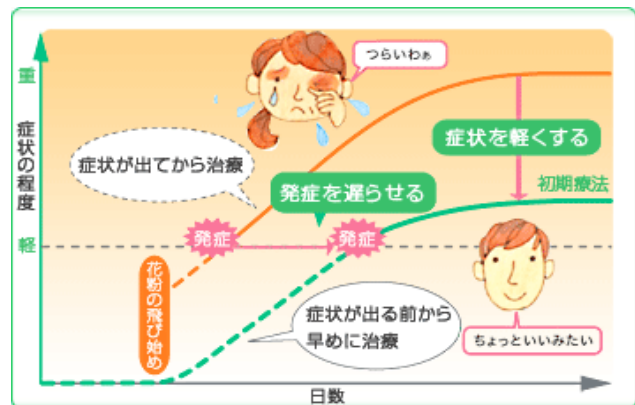 重
症状の程度
軽
つらいわぁ
症状が出てから治療
症状を軽くする
初期療法
発症を遅らせる
発症
発症
花粉の飛び始め
症状が出る前から
早めに治療
ちょっといいみたい
日数